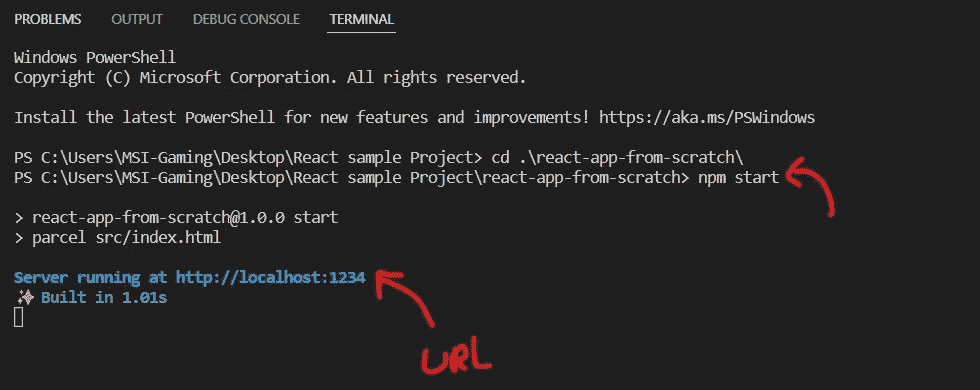 PROBLEMS OUTPUT DEBUG CONSOLE TERMINAL
Windows PowerShell
Copyright (C) Microsoft Corporation. All rights reserved.
Install the latest PowerShell for new features and improvements! https://aka.ms/PSWindows
PS C:\Users\MSI-Gaming\Desktop\React sample Project> cd .\react-app-from-scratch\
PS C:\Users\MSI-Gaming\Desktop\React sample Project\react-app-from-scratch> npm start
> react-app-from-scratch@1.0.0 start
> parcel src/index.html
Server running at http://localhost:1234
✨ Built in 1.01s
URL